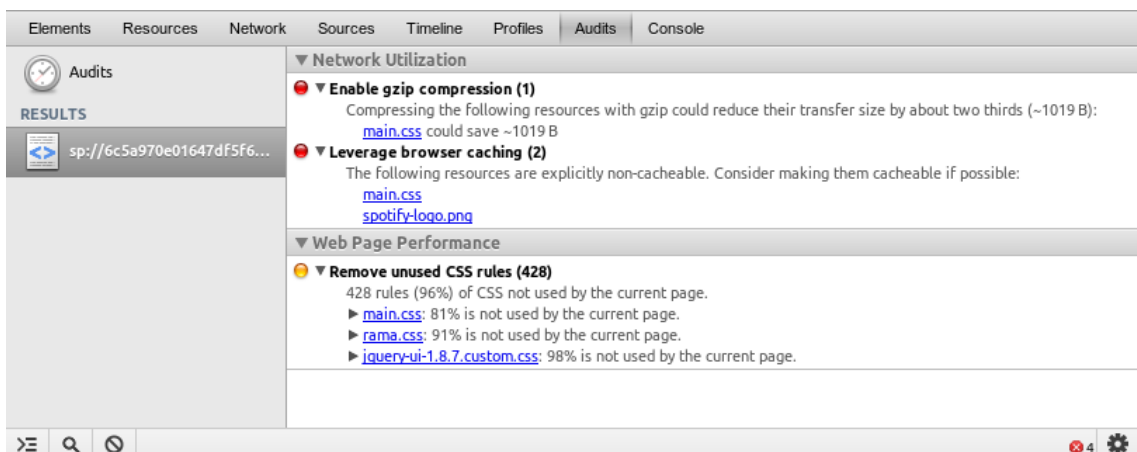 Elements Resources Network Sources Timeline Profiles Audits Console
Audits
RESULTS
sp://6c5a970e01647df5f6...
Network Utilization
Enable gzip compression (1)
Compressing the following resources with gzip could reduce their transfer size by about two thirds (~1019 B):
main.css could save ~1019 B
Leverage browser caching (2)
The following resources are explicitly non-cacheable. Consider making them cacheable if possible:
main.css
spotify-logo.png
Web Page Performance
Remove unused CSS rules (428)
428 rules (96%) of CSS not used by the current page.
main.css: 81% is not used by the current page.
rama.css: 91% is not used by the current page.
jquery-ui-1.8.7.custom.css: 98% is not used by the current page.
4